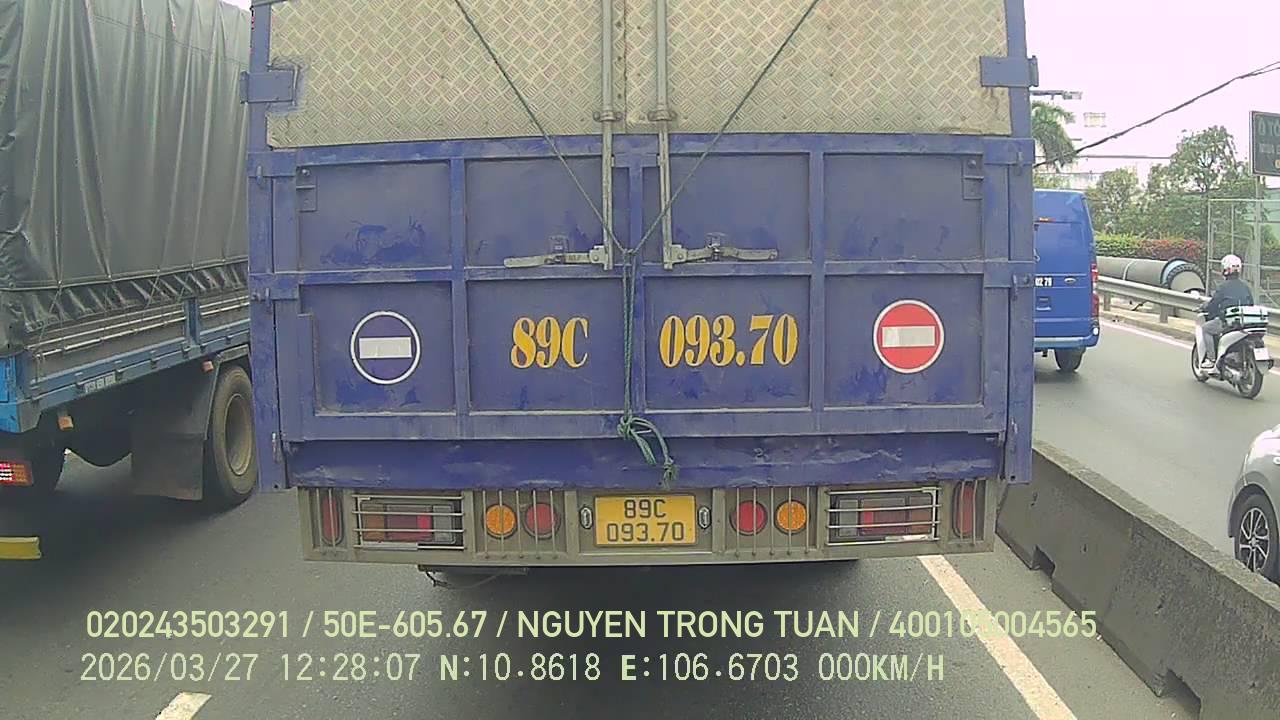 89C 093.70
89C
093.70
020243503291 / 50E-605.67 / NGUYEN TRONG TUAN / 400105004565
2026/03/27 12:28:07 N:10.8618 E:106.6703 000KM/H